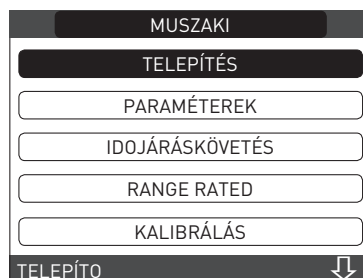 MUSZAKI
TELEPÍTÉS
PARAMÉTEREK
IDOJÁRÁSKÖVETÉS
RANGE RATED
KALIBRÁLÁS
TELEPÍTO